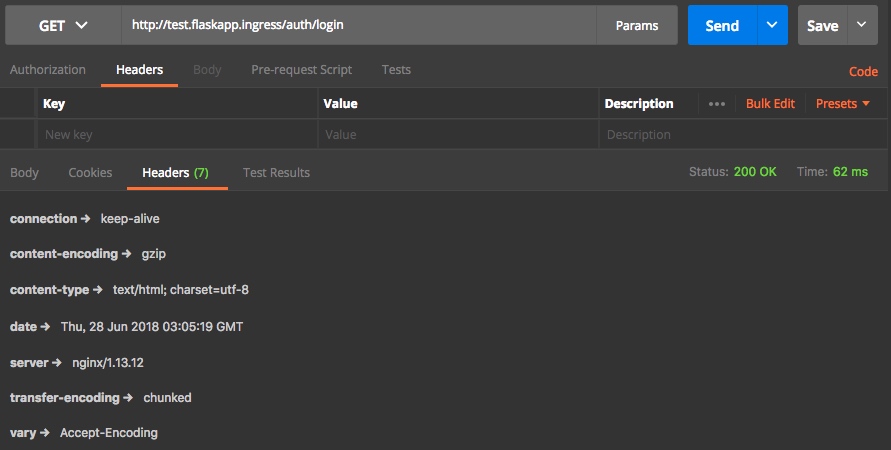 GET http://test.flaskapp.ingress/auth/login Params Send Save
Authorization Headers Body Pre-request Script Tests Code
Key Value Description ••• Bulk Edit Presets
New key Value Description
Body Cookies Headers (7) Test Results Status: 200 OK Time: 62 ms
connection → keep-alive
content-encoding → gzip
content-type → text/html; charset=utf-8
date → Thu, 28 Jun 2018 03:05:19 GMT
server → nginx/1.13.12
transfer-encoding → chunked
vary → Accept-Encoding